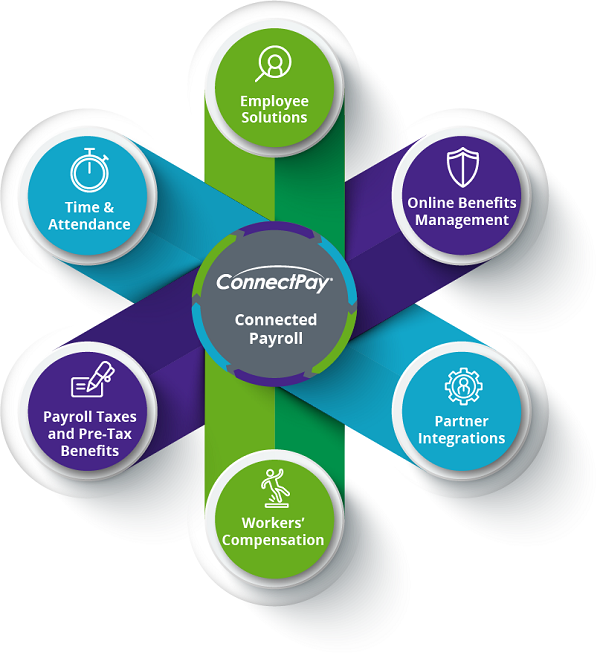 Employee
Solutions
Time &
Attendance
Online Benefits
Management
ConnectPay
Connected
Payroll
Payroll Taxes
and Pre-Tax
Benefits
Partner
Integrations
Workers’
Compensation